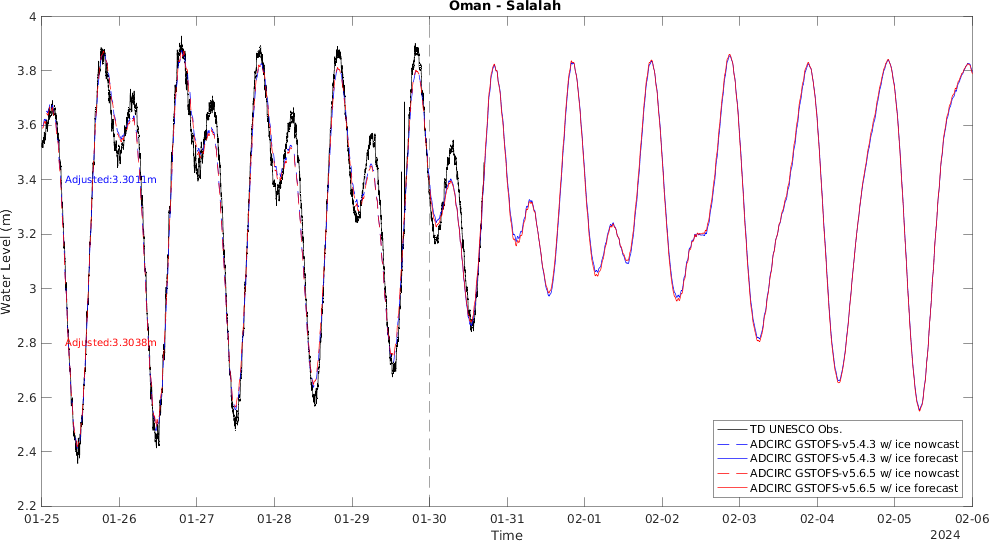 Oman - Salalah
4
3.8
3.6
3.4
3.2
3
2.8
2.6
2.4
2.2
Water Level (m)
Adjusted:3.3011m
Adjusted:3.3038m
TD UNESCO Obs.
ADCIRC GSTOFS-v5.4.3 w/ ice nowcast
ADCIRC GSTOFS-v5.4.3 w/ ice forecast
ADCIRC GSTOFS-v5.6.5 w/ ice nowcast
ADCIRC GSTOFS-v5.6.5 w/ ice forecast
01-25 01-26 01-27 01-28 01-29 01-30 01-31 02-01 02-02 02-03 02-04 02-05 02-06
Time
2024